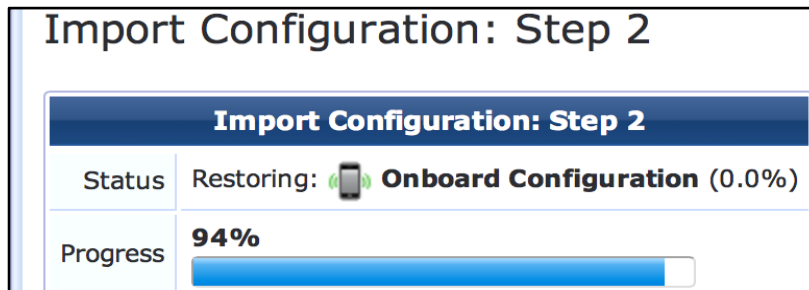 Import Configuration: Step 2
Import Configuration: Step 2
Status Restoring: Onboard Configuration (0.0%)
94%
Progress